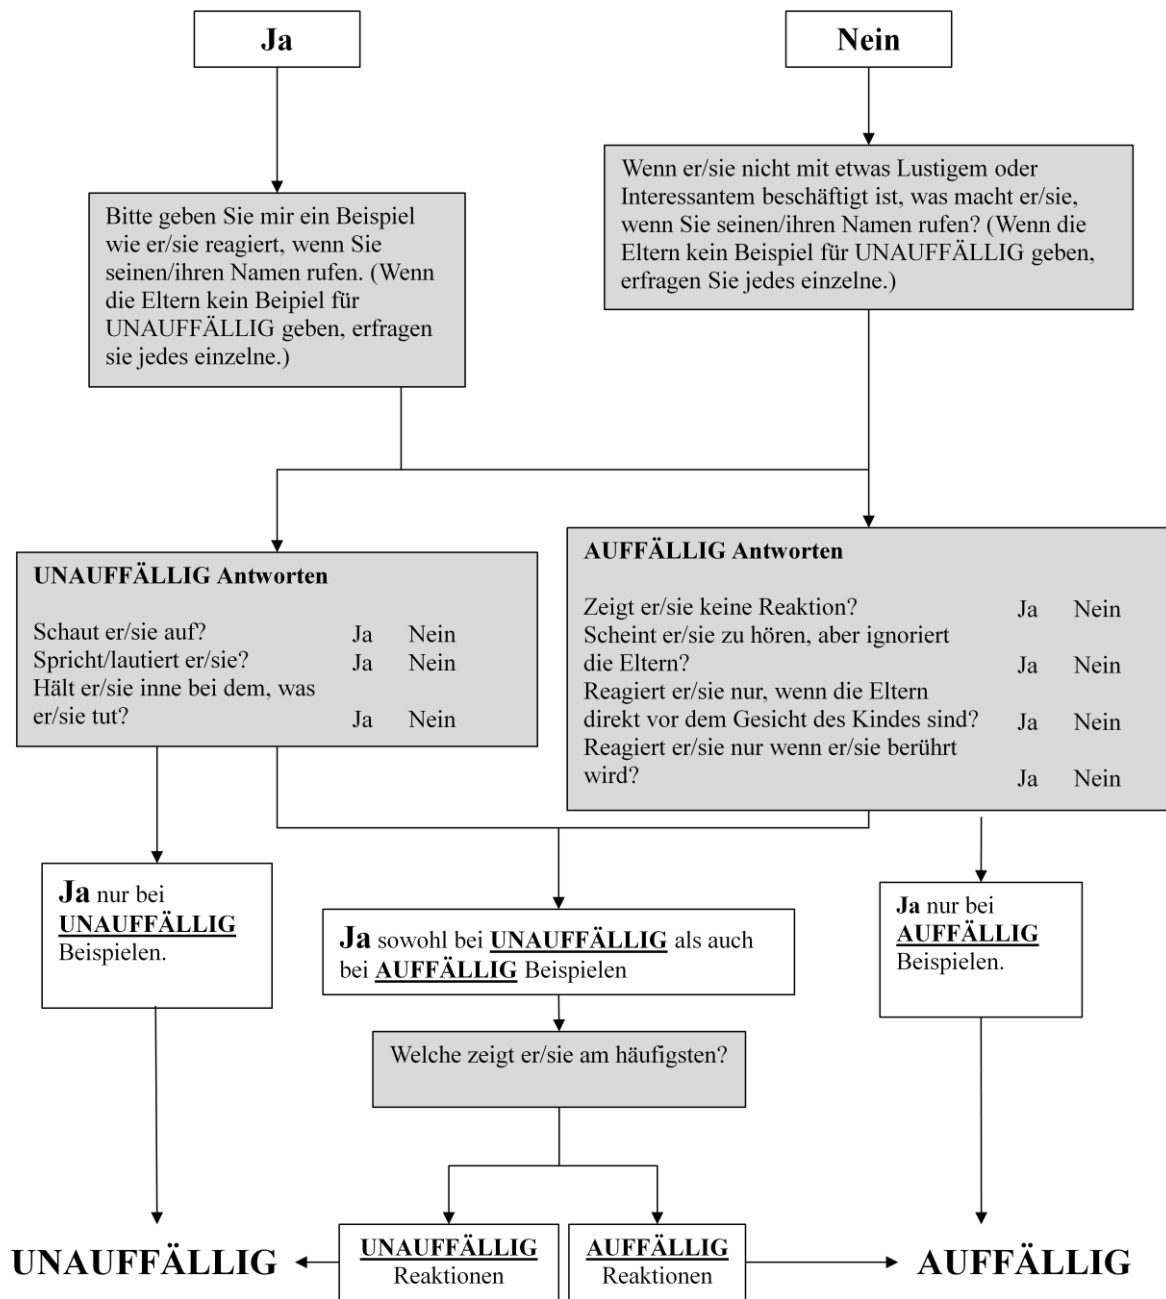 Ja
Nein
Bitte geben Sie mir ein Beispiel
wie er/sie reagiert, wenn Sie
seinen/ihren Namen rufen. (Wenn
die Eltern kein Beipiel für
UNAUFFÄLLIG geben, erfragen
sie jedes einzelne.)
Wenn er/sie nicht mit etwas Lustigem oder
Interessantem beschäftigt ist, was macht er/sie,
wenn Sie seinen/ihren Namen rufen? (Wenn die
Eltern kein Beispiel für UNAUFFÄLLIG geben,
erfragen Sie jedes einzelne.)
UNAUFFÄLLIG Antworten
Schaut er/sie auf? Ja Nein
Spricht/lautiert er/sie? Ja Nein
Hält er/sie inne bei dem, was
er/sie tut? Ja Nein
AUFFÄLLIG Antworten
Zeigt er/sie keine Reaktion? Ja Nein
Scheint er/sie zu hören, aber ignoriert
die Eltern? Ja Nein
Reagiert er/sie nur, wenn die Eltern
direkt vor dem Gesicht des Kindes sind? Ja Nein
Reagiert er/sie nur wenn er/sie berührt
wird? Ja Nein
Ja nur bei
UNAUFFÄLLIG
Beispielen.
Ja sowohl bei UNAUFFÄLLIG als auch
bei AUFFÄLLIG Beispielen
Ja nur bei
AUFFÄLLIG
Beispielen.
Welche zeigt er/sie am häufigsten?
UNAUFFÄLLIG
UNAUFFÄLLIG
Reaktionen
AUFFÄLLIG
Reaktionen
AUFFÄLLIG